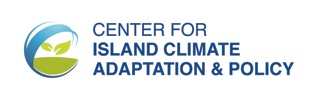 CENTER FOR
ISLAND CLIMATE
ADAPTATION & POLICY